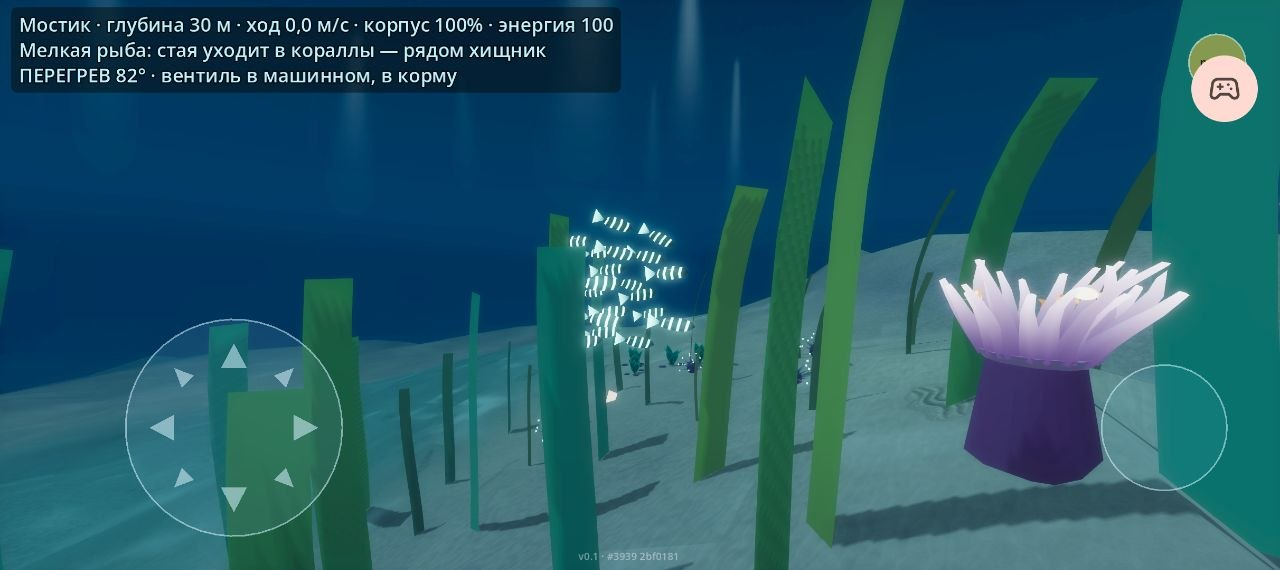 Мостик · глубина 30 м · ход 0,0 м/с · корпус 100% · энергия 100
Мелкая рыба: стая уходит в кораллы — рядом хищник
ПЕРЕГРЕВ 82° · вентиль в машинном, в корму
v0.1 · #3939 2bf0181